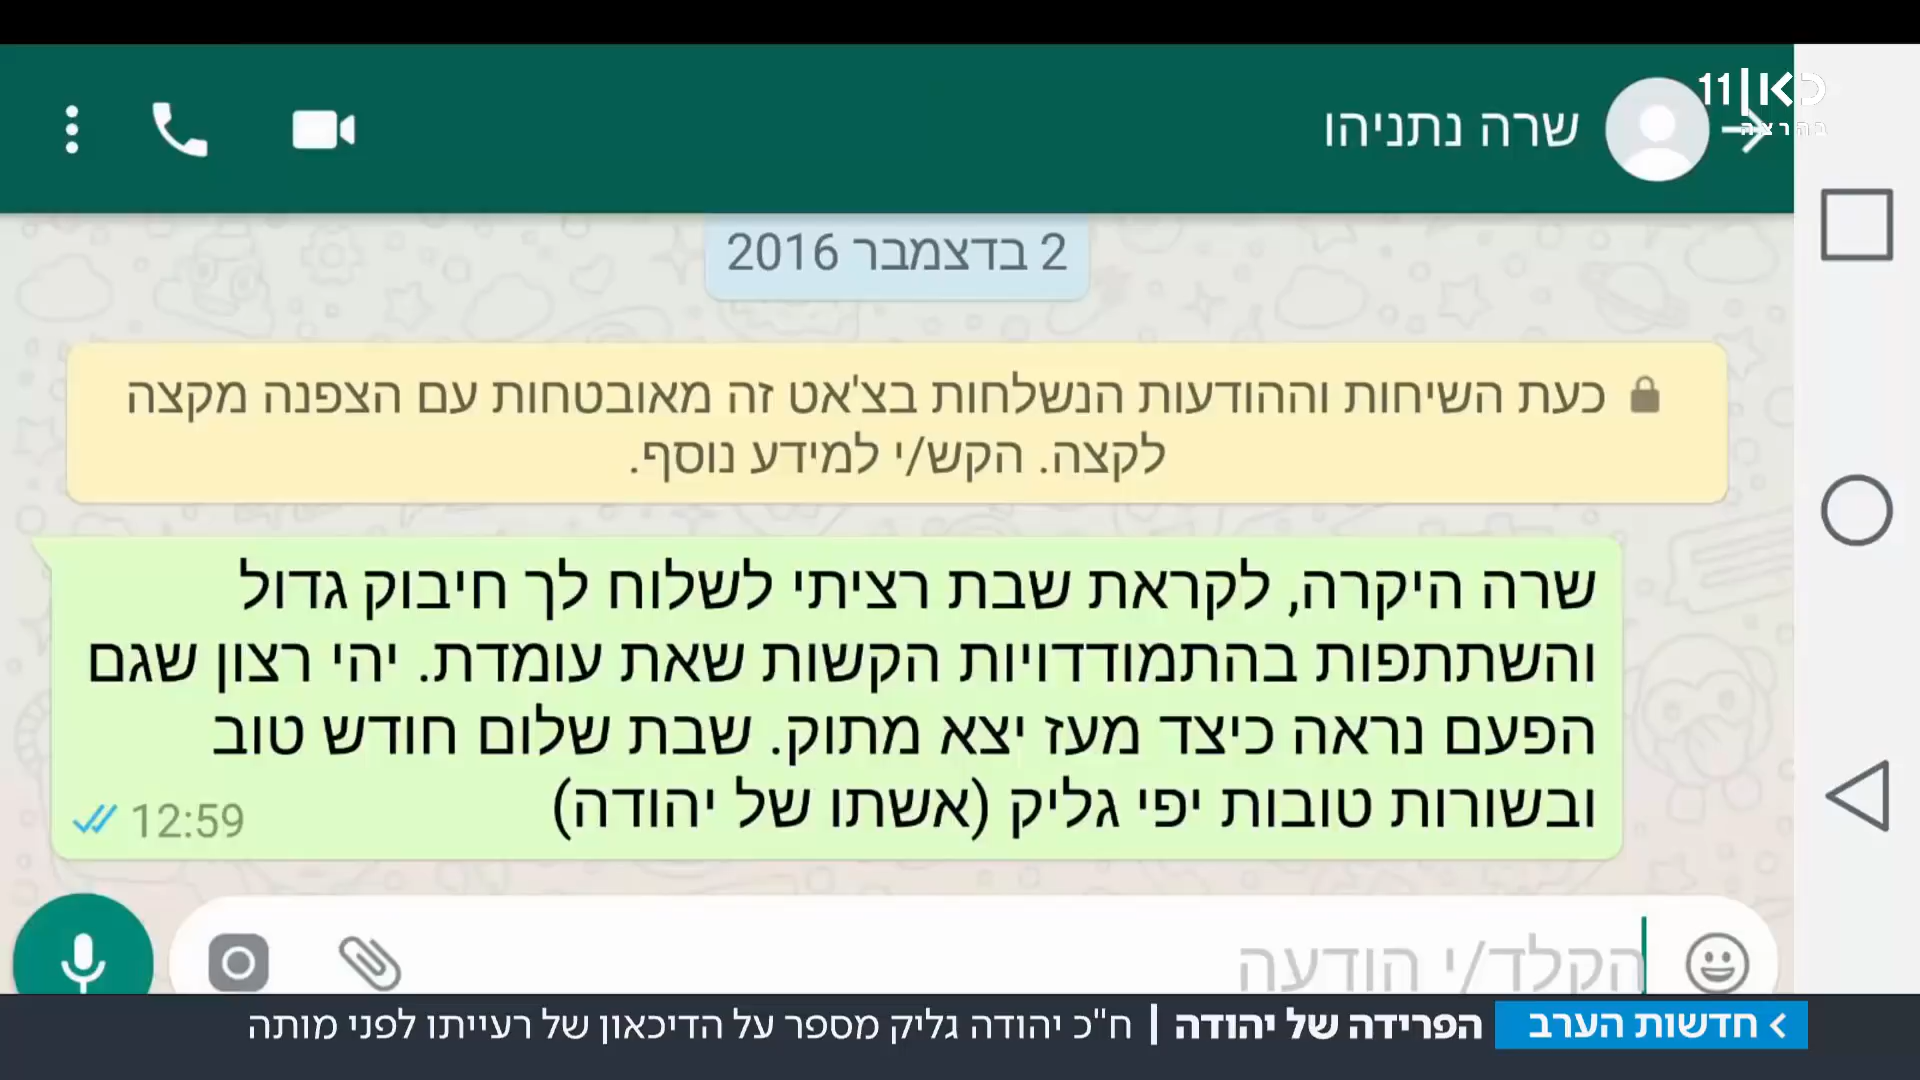 כאן 11
בהרצה
שרה נתניהו
2 בדצמבר 2016
כעת השיחות וההודעות הנשלחות בצ'אט זה מאובטחות עם הצפנה מקצה
לקצה. הקש/י למידע נוסף.
שרה היקרה, לקראת שבת רציתי לשלוח לך חיבוק גדול
והשתתפות בהתמודדויות הקשות שאת עומדת. יהי רצון שגם
הפעם נראה כיצד מעז יצא מתוק. שבת שלום חודש טוב
ובשורות טובות יפי גליק (אשתו של יהודה)
12:59
הקלד/י הודעה
חדשות הערב
הפרידה של יהודה | ח"כ יהודה גליק מספר על הדיכאון של רעייתו לפני מותה